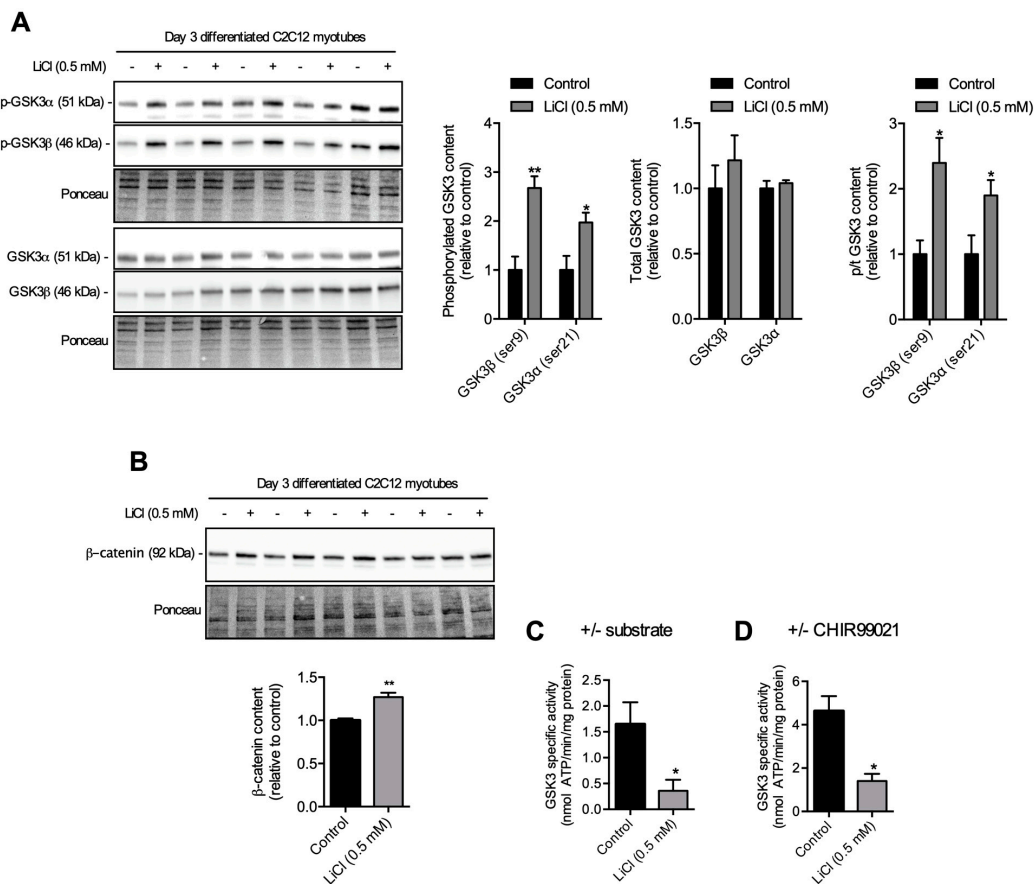 A
Day 3 differentiated C2C12 myotubes
LiCl (0.5 mM) - + - + - + - + - +
p-GSK3α (51 kDa) -
p-GSK3β (46 kDa) -
Ponceau
GSK3α (51 kDa) -
GSK3β (46 kDa) -
Ponceau
Control
LiCl (0.5 mM)
Phosphorylated GSK3 content
(relative to control)
4
3
2
1
0
**
*
GSK3β (ser9)
GSK3α (ser21)
Control
LiCl (0.5 mM)
Total GSK3 content
(relative to control)
1.5
1.0
0.5
0.0
GSK3β
GSK3α
Control
LiCl (0.5 mM)
p/t GSK3 content
(relative to control)
3
2
1
0
*
*
GSK3β (ser9)
GSK3α (ser21)
B
Day 3 differentiated C2C12 myotubes
LiCl (0.5 mM) - + - + - + - + - +
β-catenin (92 kDa) -
Ponceau
β-catenin content
(relative to control)
1.5
1.0
0.5
0.0
**
Control
LiCl (0.5 mM)
C
+/- substrate
GSK3 specific activity
(nmol ATP/min/mg protein)
2.5
2.0
1.5
1.0
0.5
0.0
*
Control
LiCl (0.5 mM)
D
+/- CHIR99021
GSK3 specific activity
(nmol ATP/min/mg protein)
6
4
2
0
*
Control
LiCl (0.5 mM)